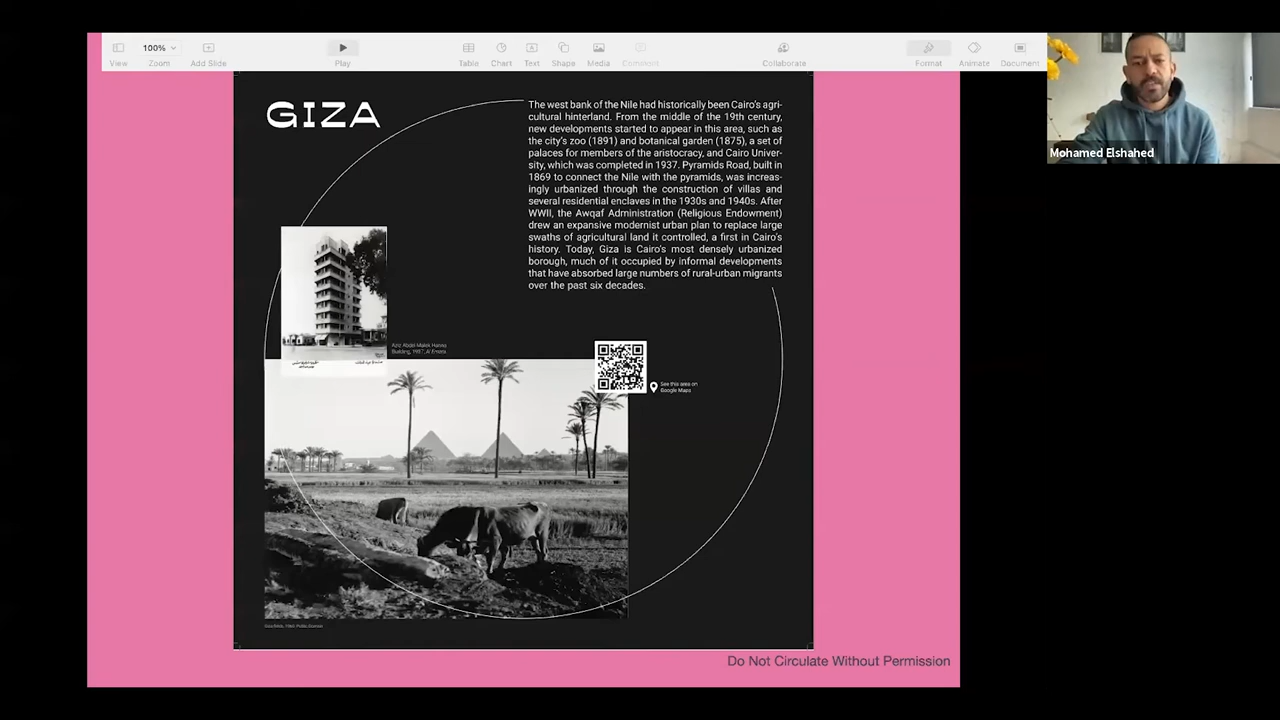 100%
View
Zoom
Add Slide
Play
Table
Chart
Text
Shape
Media
Comment
Collaborate
Format
Animate
Document
Mohamed Elshahed
GIZA
The west bank of the Nile had historically been Cairo's agri-
cultural hinterland. From the middle of the 19th century,
new developments started to appear in this area, such as
the city's zoo (1891) and botanical garden (1875), a set of
palaces for members of the aristocracy, and Cairo Univer-
sity, which was completed in 1937. Pyramids Road, built in
1869 to connect the Nile with the pyramids, was increas-
ingly urbanized through the construction of villas and
several residential enclaves in the 1930s and 1940s. After
WWII, the Awqaf Administration (Religious Endowment)
drew an expansive modernist urban plan to replace large
swaths of agricultural land it controlled, a first in Cairo's
history. Today, Giza is Cairo's most densely urbanized
borough, much of it occupied by informal developments
that have absorbed large numbers of rural-urban migrants
over the past six decades.
Aziz Abdel-Malek Hanna
Building, 1957, Al Emara.
See this area on
Google Maps
Do Not Circulate Without Permission